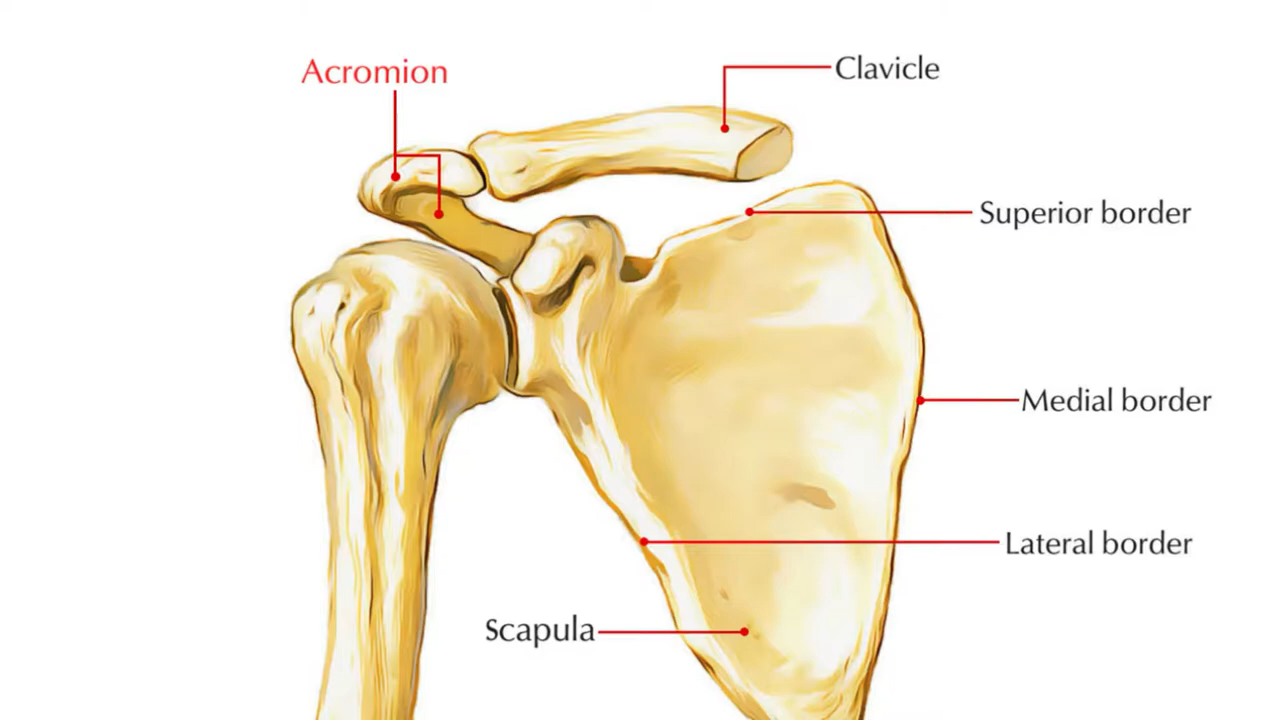 Acromion
Clavicle
Superior border
Medial border
Lateral border
Scapula